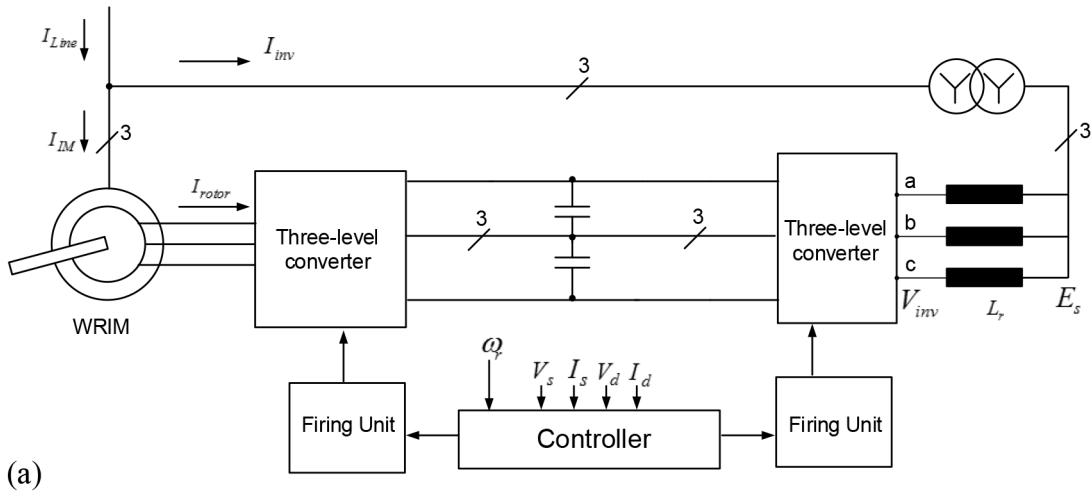 I_Line
I_inv
3
I_IM
3
3
I_rotor
Three-level
converter
3
3
Three-level
converter
a
b
c
WRIM
V_inv
L_r
E_s
ω_r
V_s I_s V_d I_d
Firing Unit
Controller
Firing Unit
(a)